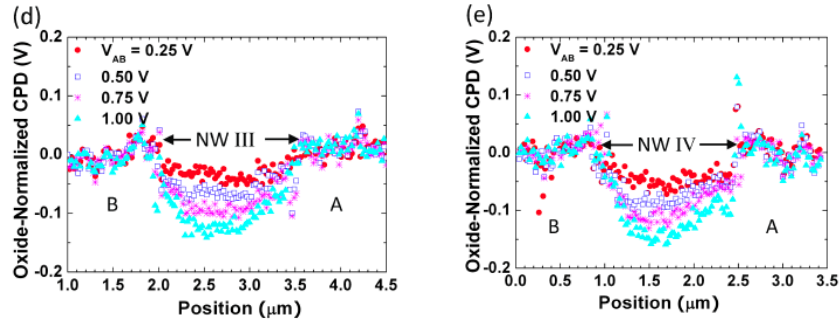 (d)
Oxide-Normalized CPD (V)
0.2
0.1
0.0
-0.1
-0.2
V_AB = 0.25 V
0.50 V
0.75 V
1.00 V
NW III
B
A
1.0 1.5 2.0 2.5 3.0 3.5 4.0 4.5
Position (μm)
(e)
Oxide-Normalized CPD (V)
0.2
0.1
0.0
-0.1
-0.2
V_AB = 0.25 V
0.50 V
0.75 V
1.00 V
NW IV
B
A
0.0 0.5 1.0 1.5 2.0 2.5 3.0 3.5
Position (μm)